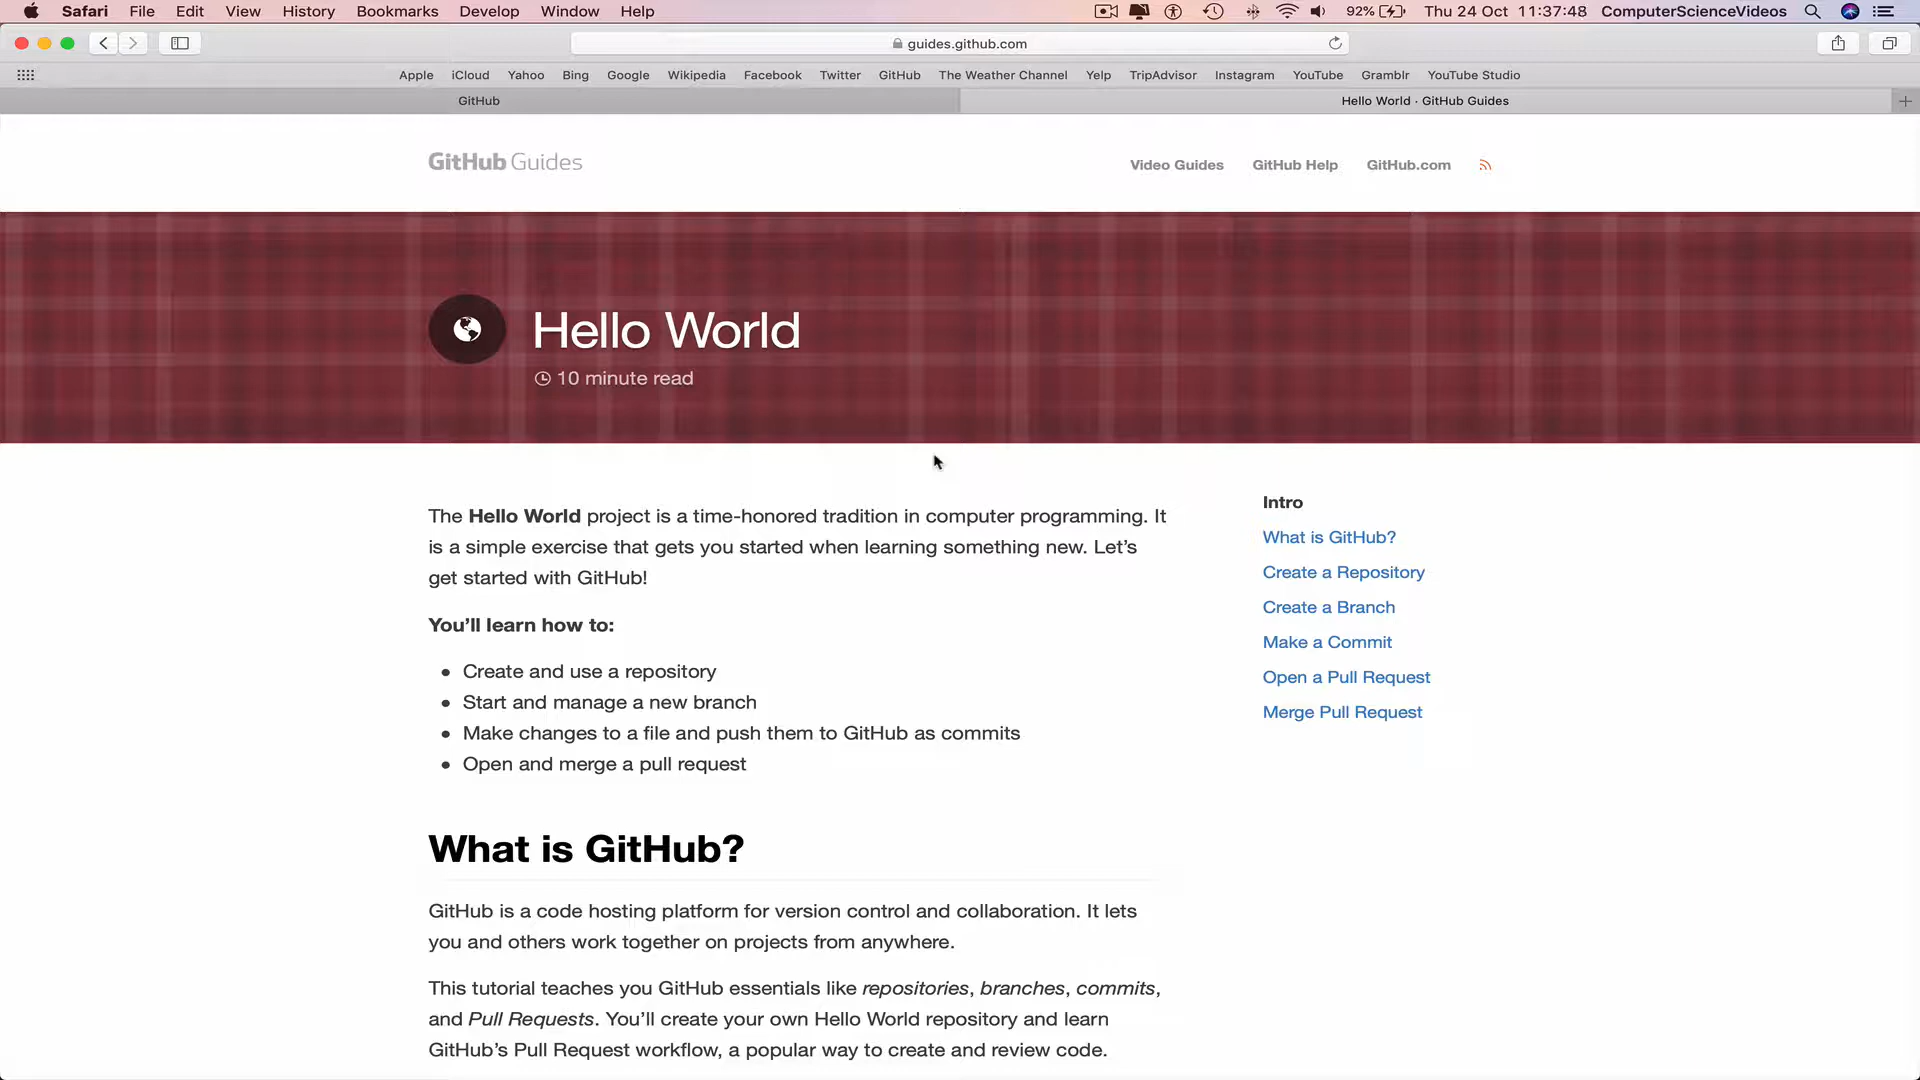 Safari File Edit View History Bookmarks Develop Window Help 92% Thu 24 Oct 11:37:48 ComputerScienceVideos
guides.github.com
Apple iCloud Yahoo Bing Google Wikipedia Facebook Twitter GitHub The Weather Channel Yelp TripAdvisor Instagram YouTube Gramblr YouTube Studio
GitHub Hello World · GitHub Guides
GitHub Guides Video Guides GitHub Help GitHub.com
Hello World
10 minute read
The Hello World project is a time-honored tradition in computer programming. It
is a simple exercise that gets you started when learning something new. Let’s
get started with GitHub!
You’ll learn how to:
• Create and use a repository
• Start and manage a new branch
• Make changes to a file and push them to GitHub as commits
• Open and merge a pull request
What is GitHub?
GitHub is a code hosting platform for version control and collaboration. It lets
you and others work together on projects from anywhere.
This tutorial teaches you GitHub essentials like repositories, branches, commits,
and Pull Requests. You’ll create your own Hello World repository and learn
GitHub’s Pull Request workflow, a popular way to create and review code.
Intro
What is GitHub?
Create a Repository
Create a Branch
Make a Commit
Open a Pull Request
Merge Pull Request